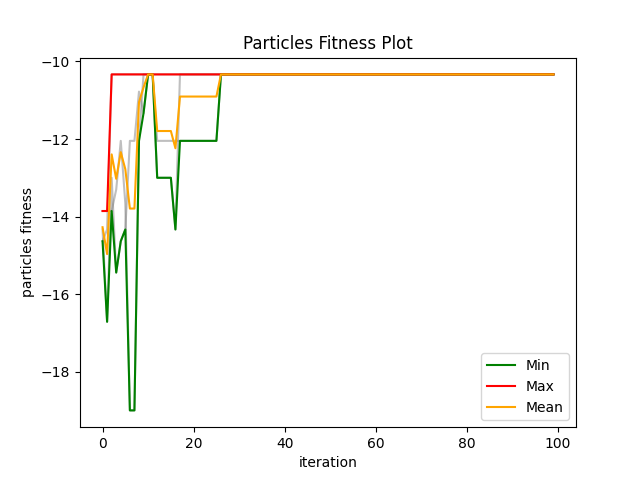 Particles Fitness Plot
particles fitness
−10
−12
−14
−16
−18
0 20 40 60 80 100
iteration
Min
Max
Mean